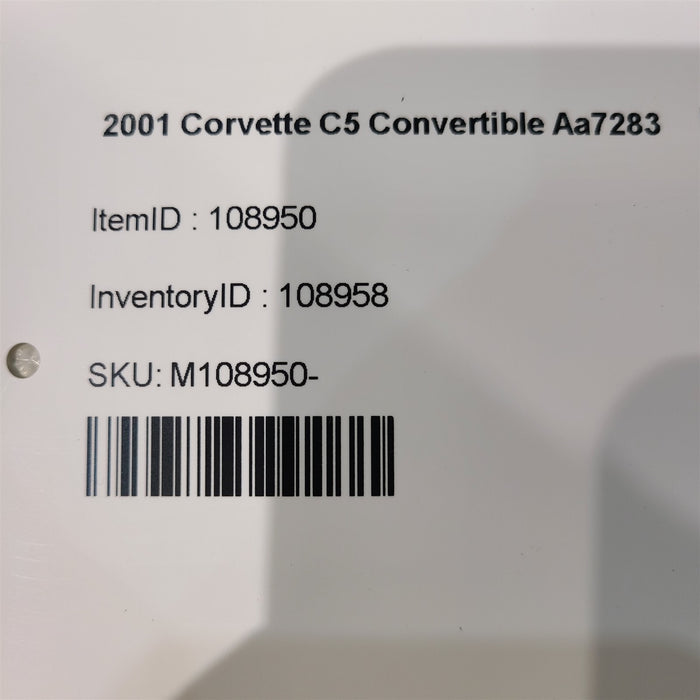 2001 Corvette C5 Convertible Aa7283
ItemID : 108950
InventoryID : 108958
SKU: M108950-